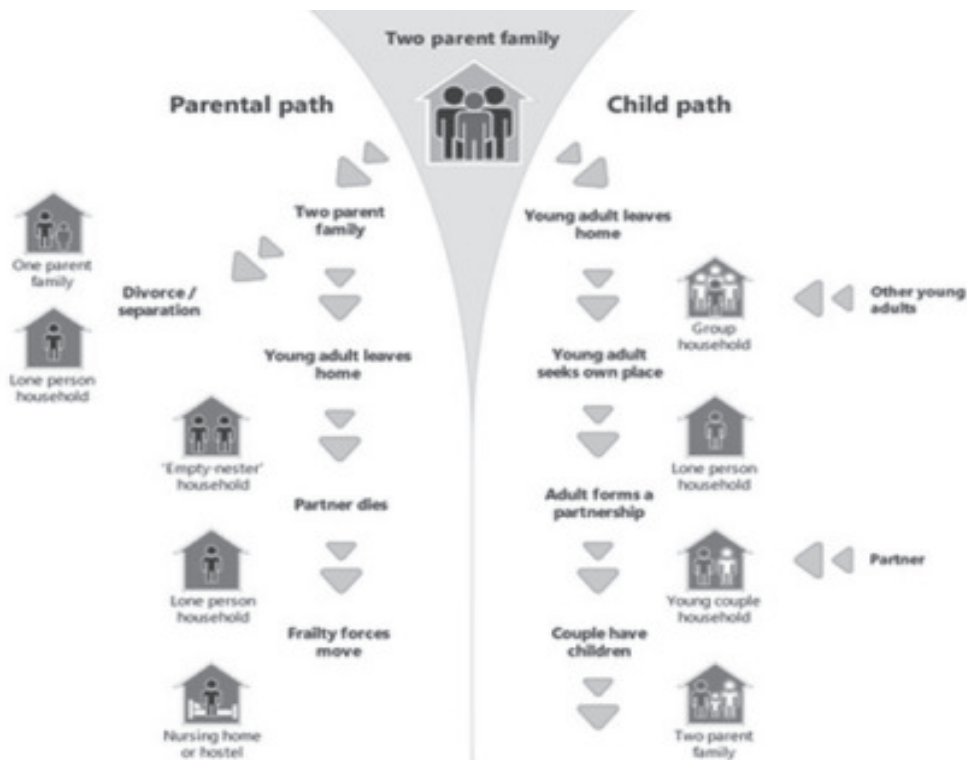 Two parent family
Parental path
Child path
Two parent
family
Young adult leaves
home
One parent
family
Divorce /
separation
Group
household
Other young
adults
Lone person
household
Young adult leaves
home
Young adult
seeks own place
'Empty-nester'
household
Lone person
household
Partner dies
Adult forms a
partnership
Lone person
household
Young couple
household
Partner
Frailty forces
move
Couple have
children
Nursing home
or hostel
Two parent
family